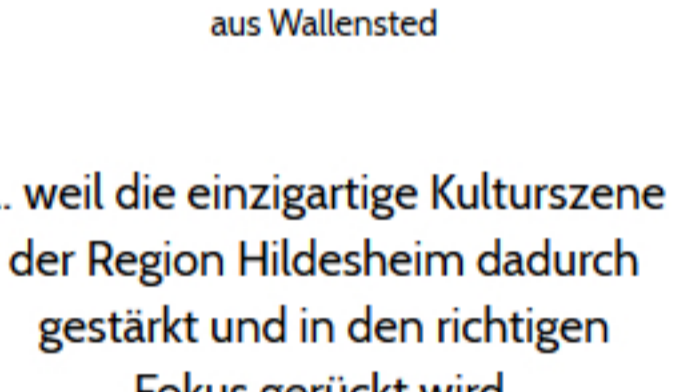 aus Wallensted
.. weil die einzigartige Kulturszene
der Region Hildesheim dadurch
gestärkt und in den richtigen
Fokus gerückt wird